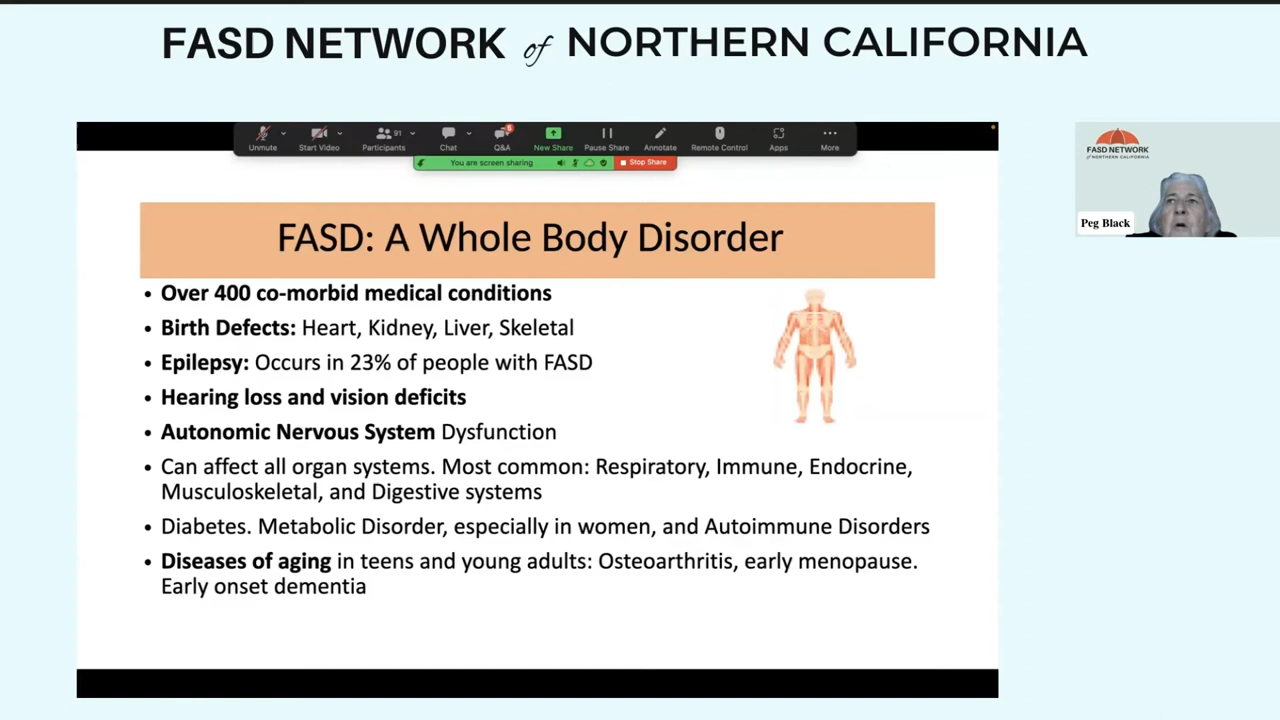 FASD NETWORK of NORTHERN CALIFORNIA
Unmute
Start Video
91
Participants
Chat
6
Q&A
New Share
Pause Share
Annotate
Remote Control
Apps
More
You are screen sharing
Stop Share
FASD NETWORK
of NORTHERN CALIFORNIA
Peg Black
FASD: A Whole Body Disorder
• Over 400 co-morbid medical conditions
• Birth Defects: Heart, Kidney, Liver, Skeletal
• Epilepsy: Occurs in 23% of people with FASD
• Hearing loss and vision deficits
• Autonomic Nervous System Dysfunction
• Can affect all organ systems. Most common: Respiratory, Immune, Endocrine,
Musculoskeletal, and Digestive systems
• Diabetes. Metabolic Disorder, especially in women, and Autoimmune Disorders
• Diseases of aging in teens and young adults: Osteoarthritis, early menopause.
Early onset dementia